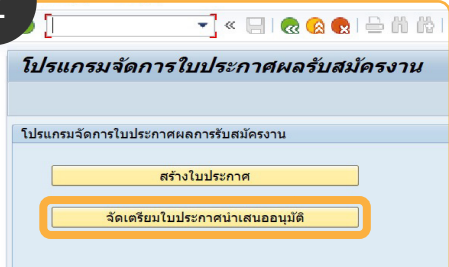 โปรแกรมจัดการใบประกาศผลรับสมัครงาน
โปรแกรมจัดการใบประกาศผลการรับสมัครงาน
สร้างใบประกาศ
จัดเตรียมใบประกาศนำเสนออนุมัติ